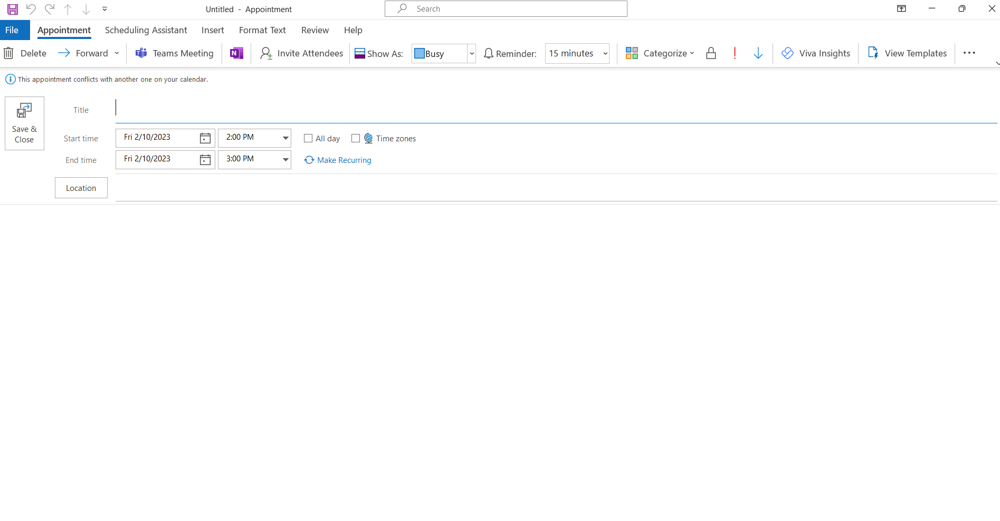 Untitled - Appointment
Search
File Appointment Scheduling Assistant Insert Format Text Review Help
Delete Forward Teams Meeting N Invite Attendees Show As: Busy Reminder: 15 minutes Categorize Viva Insights View Templates
This appointment conflicts with another one on your calendar.
Save & Close
Title
Start time Fri 2/10/2023 2:00 PM All day Time zones
End time Fri 2/10/2023 3:00 PM Make Recurring
Location